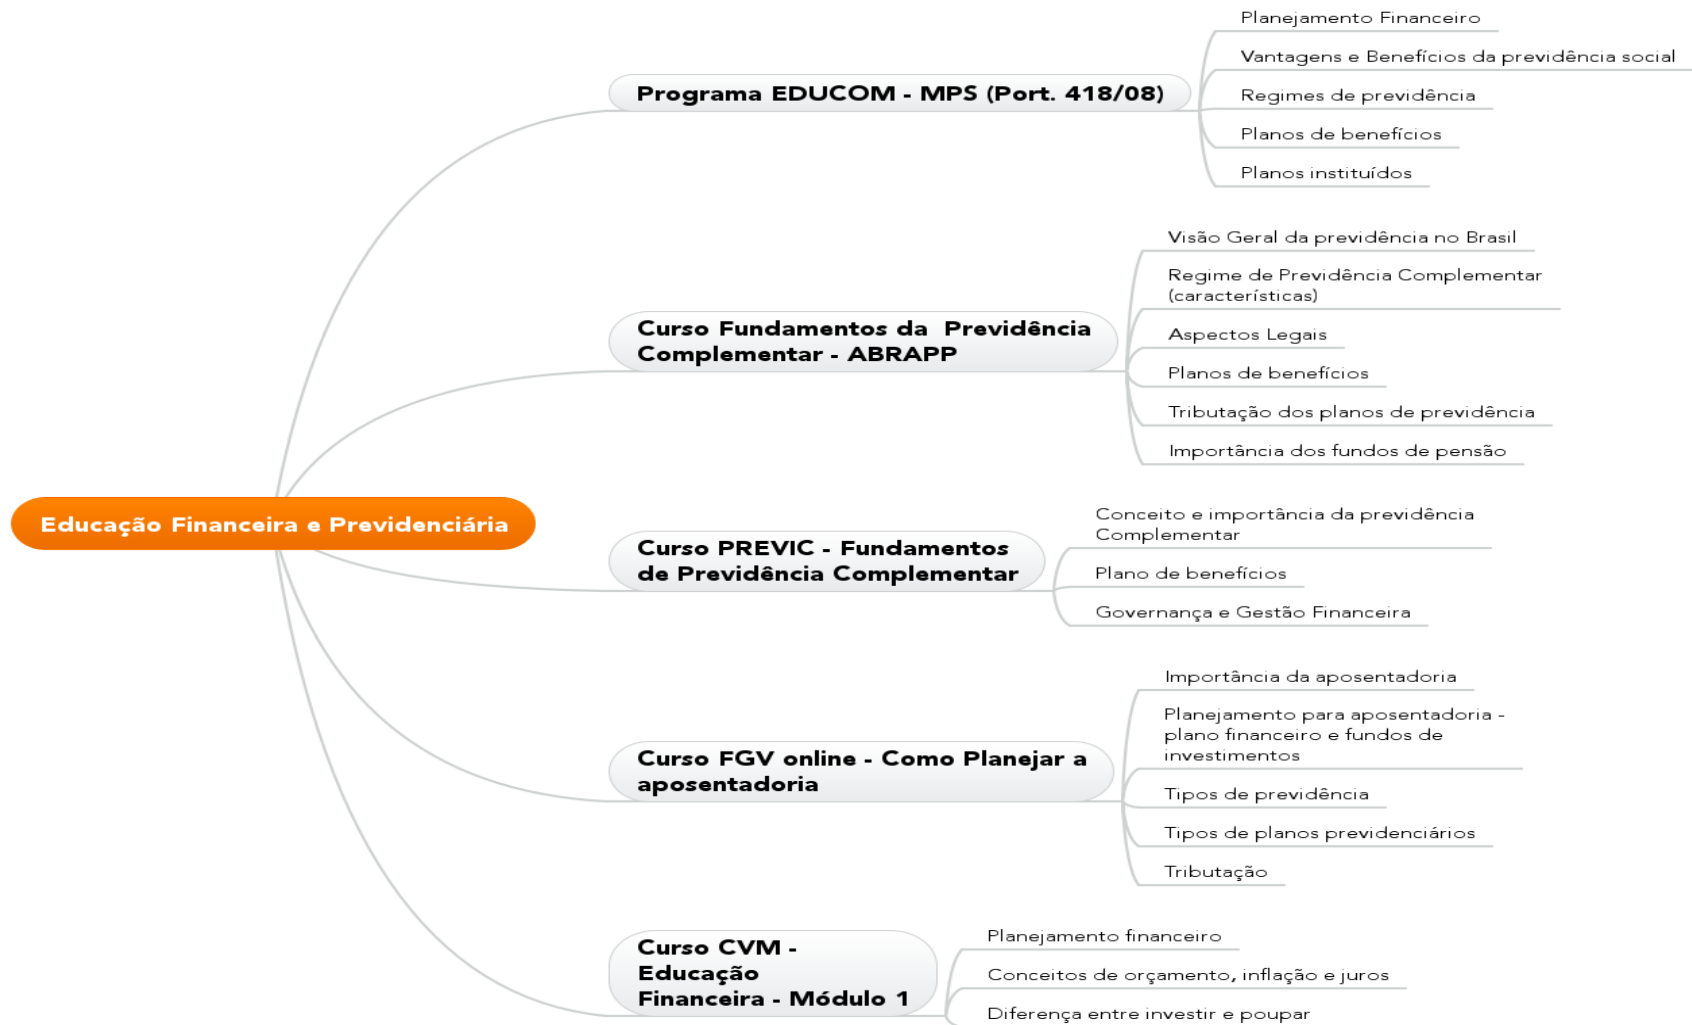 Planejamento Financeiro
Vantagens e Benefícios da previdência social
Programa EDUCOM - MPS (Port. 418/08)
Regimes de previdência
Planos de benefícios
Planos instituídos
Visão Geral da previdência no Brasil
Regime de Previdência Complementar
(características)
Curso Fundamentos da  Previdência
Complementar - ABRAPP
Aspectos Legais
Planos de benefícios
Tributação dos planos de previdência
Importância dos fundos de pensão
Educação Financeira e Previdenciária
Conceito e importância da previdência
Complementar
Curso PREVIC - Fundamentos
de Previdência Complementar
Plano de benefícios
Governança e Gestão Financeira
Importância da aposentadoria
Planejamento para aposentadoria -
plano financeiro e fundos de
investimentos
Curso FGV online - Como Planejar a
aposentadoria
Tipos de previdência
Tipos de planos previdenciários
Tributação
Curso CVM -
Educação
Financeira - Módulo 1
Planejamento financeiro
Conceitos de orçamento, inflação e juros
Diferença entre investir e poupar